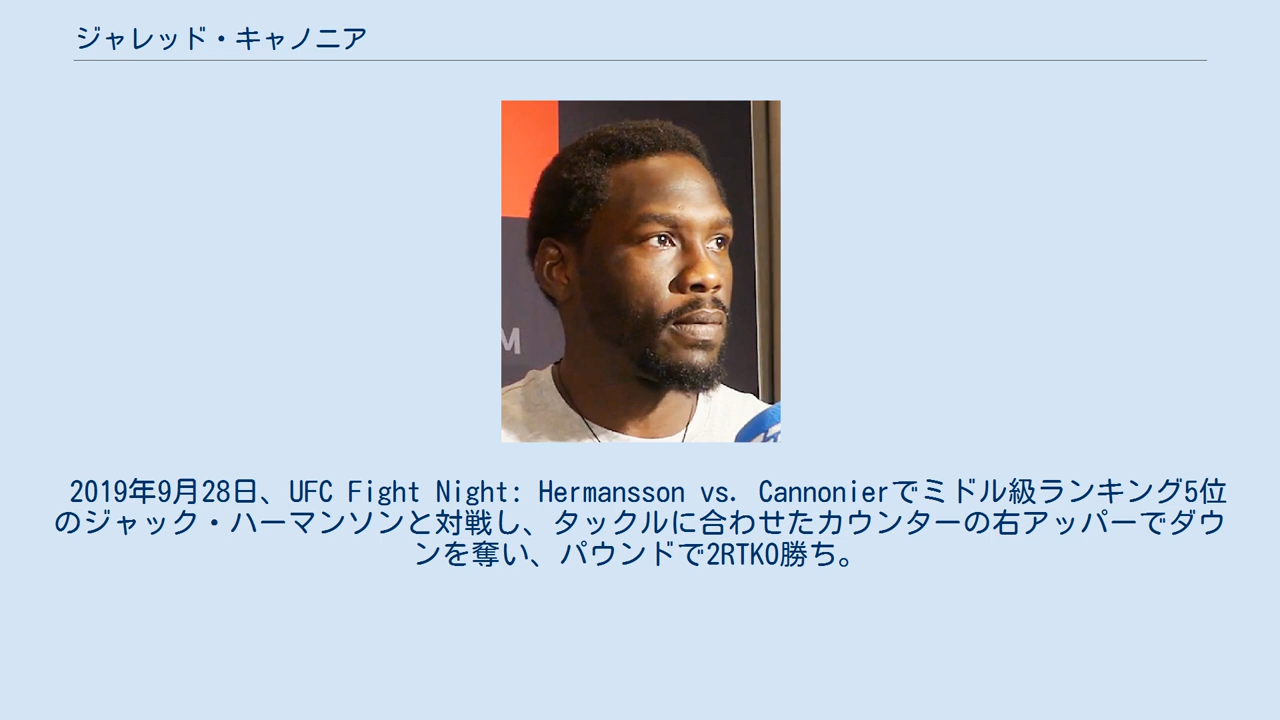 ジャレッド・キャノニア
M
2019年9月28日、UFC Fight Night: Hermansson vs. Cannonierでミドル級ランキング5位
のジャック・ハーマンソンと対戦し、タックルに合わせたカウンターの右アッパーでダウ
ンを奪い、パウンドで2RTKO勝ち。